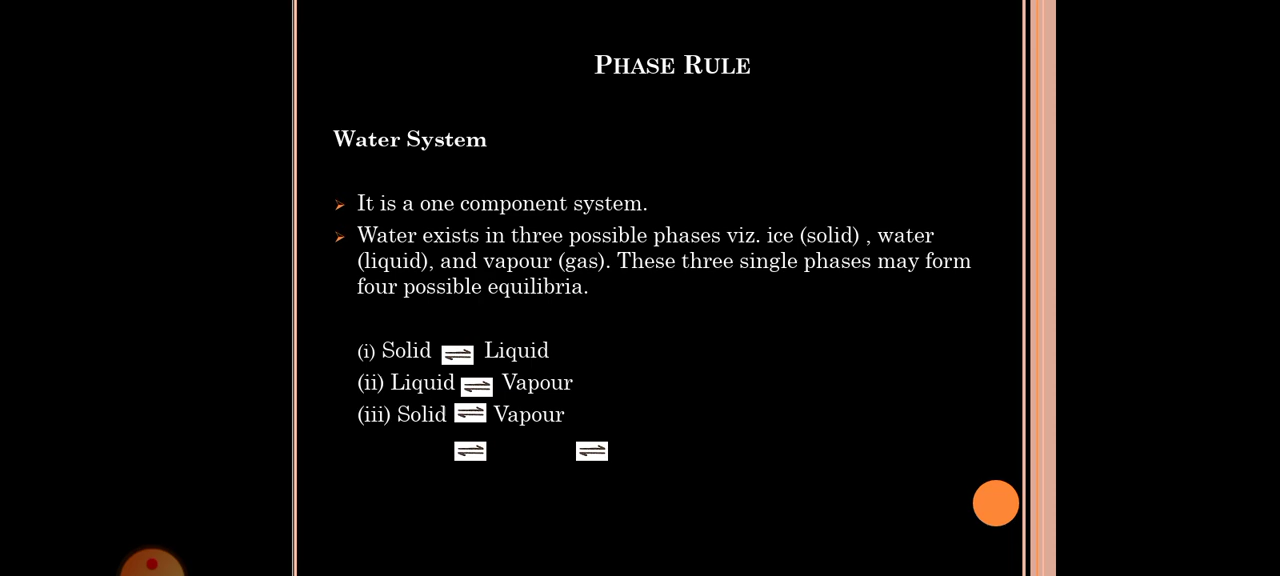 PHASE RULE
Water System
➢ It is a one component system.
➢ Water exists in three possible phases viz. ice (solid) , water
(liquid), and vapour (gas). These three single phases may form
four possible equilibria.
(i) Solid ⇌ Liquid
(ii) Liquid ⇌ Vapour
(iii) Solid ⇌ Vapour
⇌ ⇌